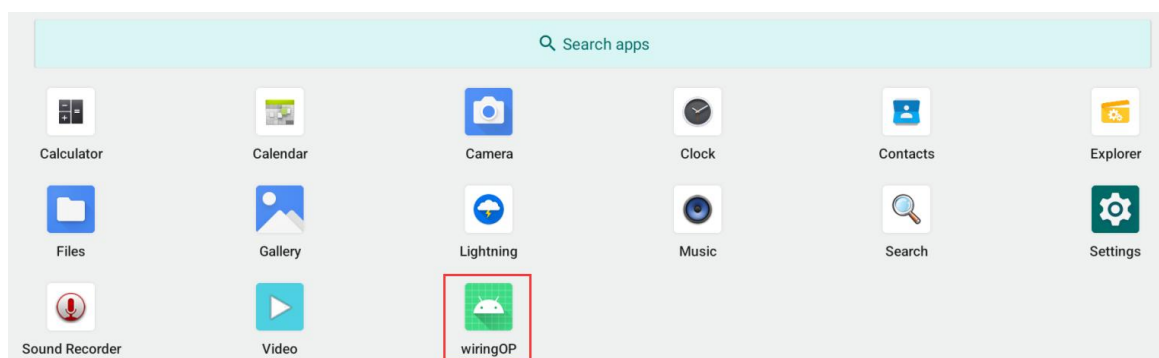 Search apps
Calculator Calendar Camera Clock Contacts Explorer
Files Gallery Lightning Music Search Settings
Sound Recorder Video wiringOP